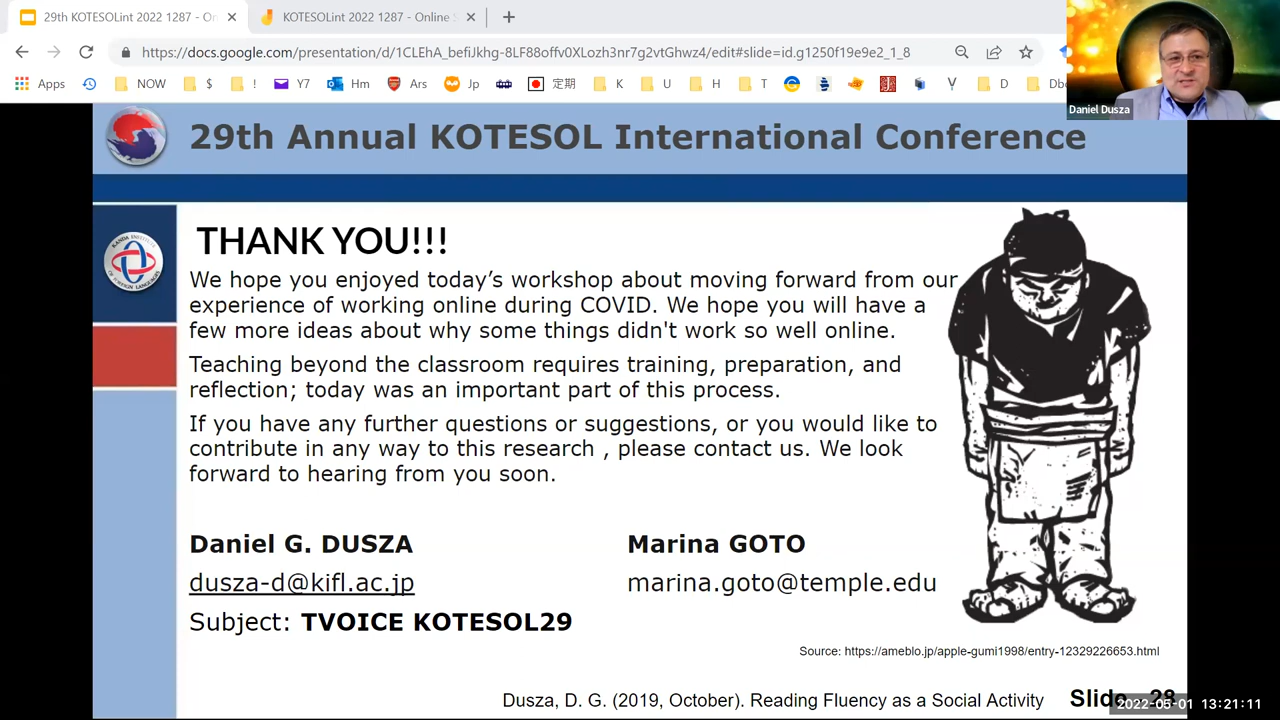 29th KOTESOLint 2022 1287 - On
KOTESOLint 2022 1287 - Online S
https://docs.google.com/presentation/d/1CLEhA_befiJkhg-8LF88offv0XLozh3nr7g2vtGhwz4/edit#slide=id.g1250f19e9e2_1_8
Apps NOW $ ! Y7 Hm Ars Jp 定期 K U H T D
Daniel Dusza
29th Annual KOTESOL International Conference
KANDA INSTITUTE
OF FOREIGN LANGUAGES
THANK YOU!!!
We hope you enjoyed today’s workshop about moving forward from our
experience of working online during COVID. We hope you will have a
few more ideas about why some things didn't work so well online.
Teaching beyond the classroom requires training, preparation, and
reflection; today was an important part of this process.
If you have any further questions or suggestions, or you would like to
contribute in any way to this research , please contact us. We look
forward to hearing from you soon.
Daniel G. DUSZA
Marina GOTO
dusza-d@kifl.ac.jp
marina.goto@temple.edu
Subject: TVOICE KOTESOL29
Source: https://ameblo.jp/apple-gumi1998/entry-12329226653.html
Dusza, D. G. (2019, October). Reading Fluency as a Social Activity
Slide 28
2022-05-01 13:21:11